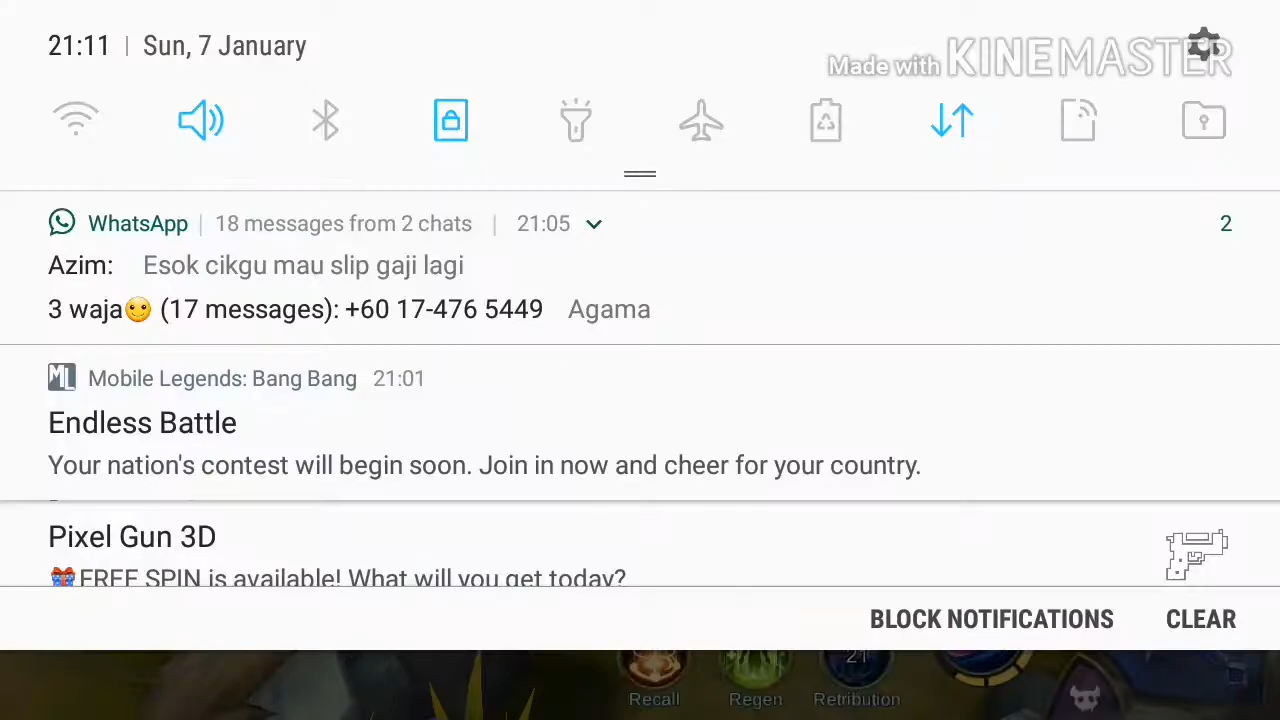 21:11 | Sun, 7 January
Made with KINEMASTER
WhatsApp | 18 messages from 2 chats | 21:05
2
Azim: Esok cikgu mau slip gaji lagi
3 waja🙂 (17 messages): +60 17-476 5449 Agama
ML Mobile Legends: Bang Bang 21:01
Endless Battle
Your nation's contest will begin soon. Join in now and cheer for your country.
Pixel Gun 3D
🎁FREE SPIN is available! What will you get today?
BLOCK NOTIFICATIONS CLEAR
21
Recall Regen Retribution